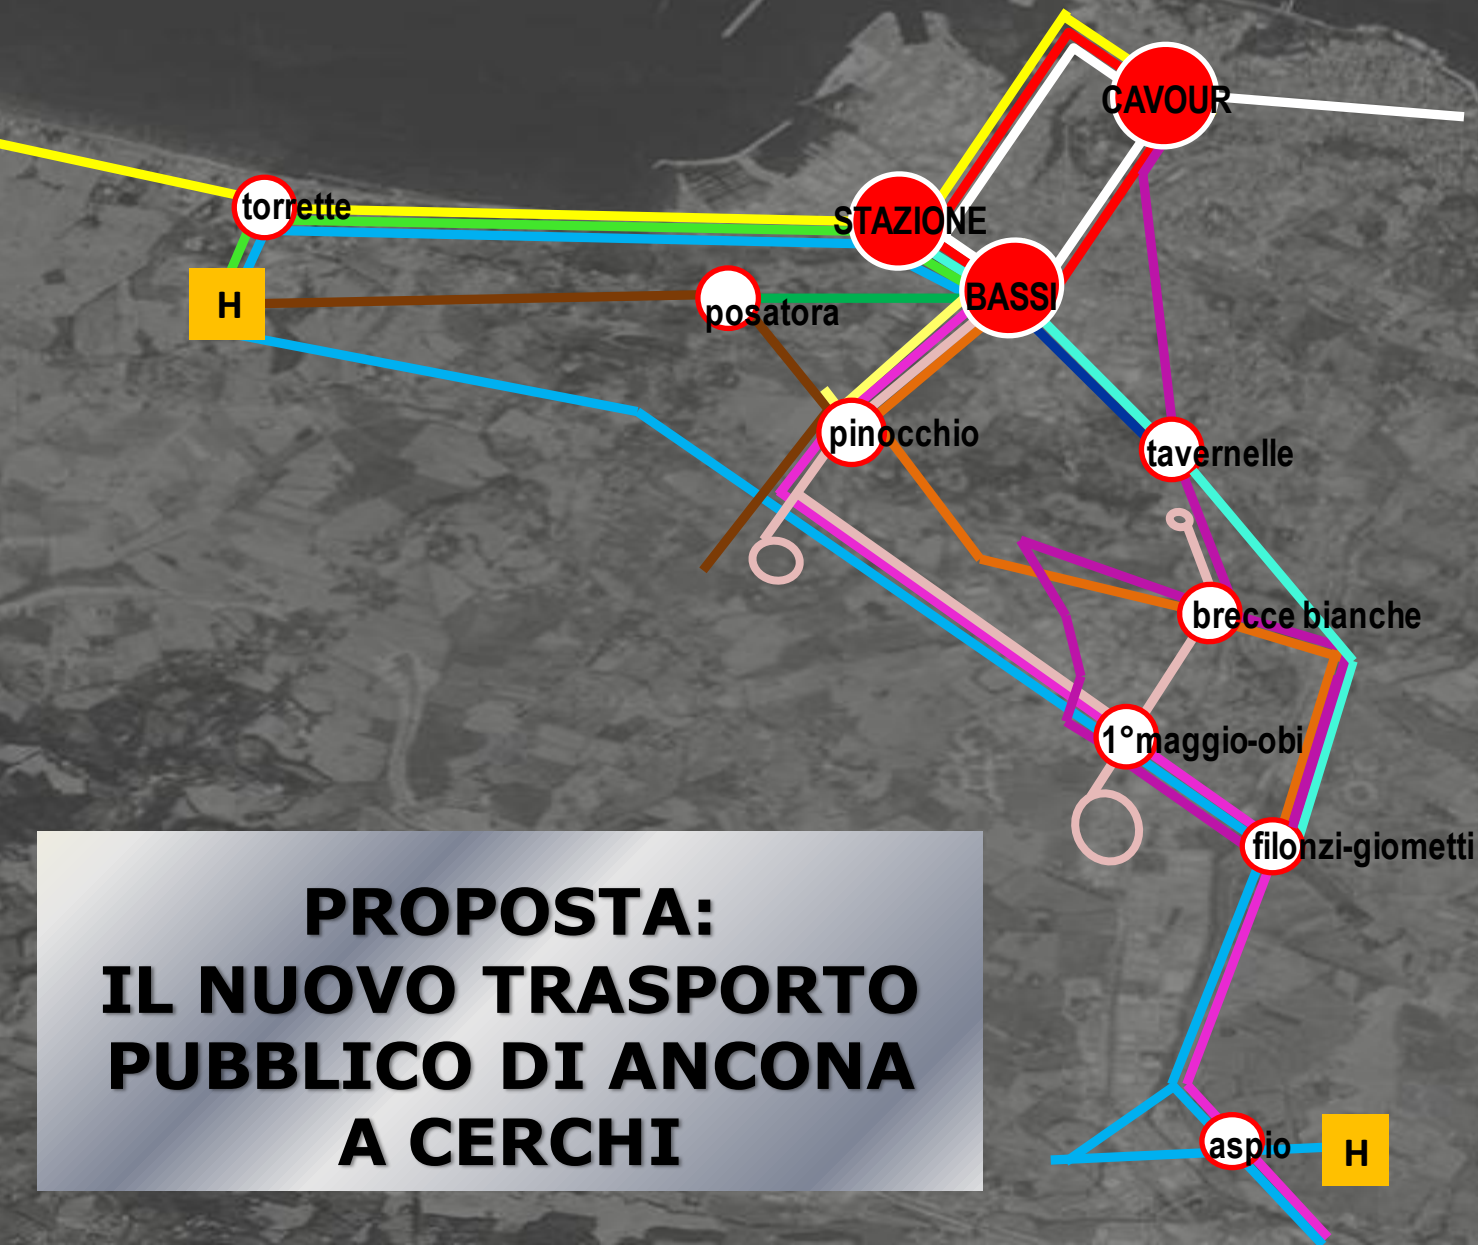 CAVOUR
torrette
STAZIONE
H
BASSI
posatora
pinocchio
tavernelle
brecce bianche
1°maggio-obi
filonzi-giometti
PROPOSTA:
IL NUOVO TRASPORTO
PUBBLICO DI ANCONA
A CERCHI
aspio
H